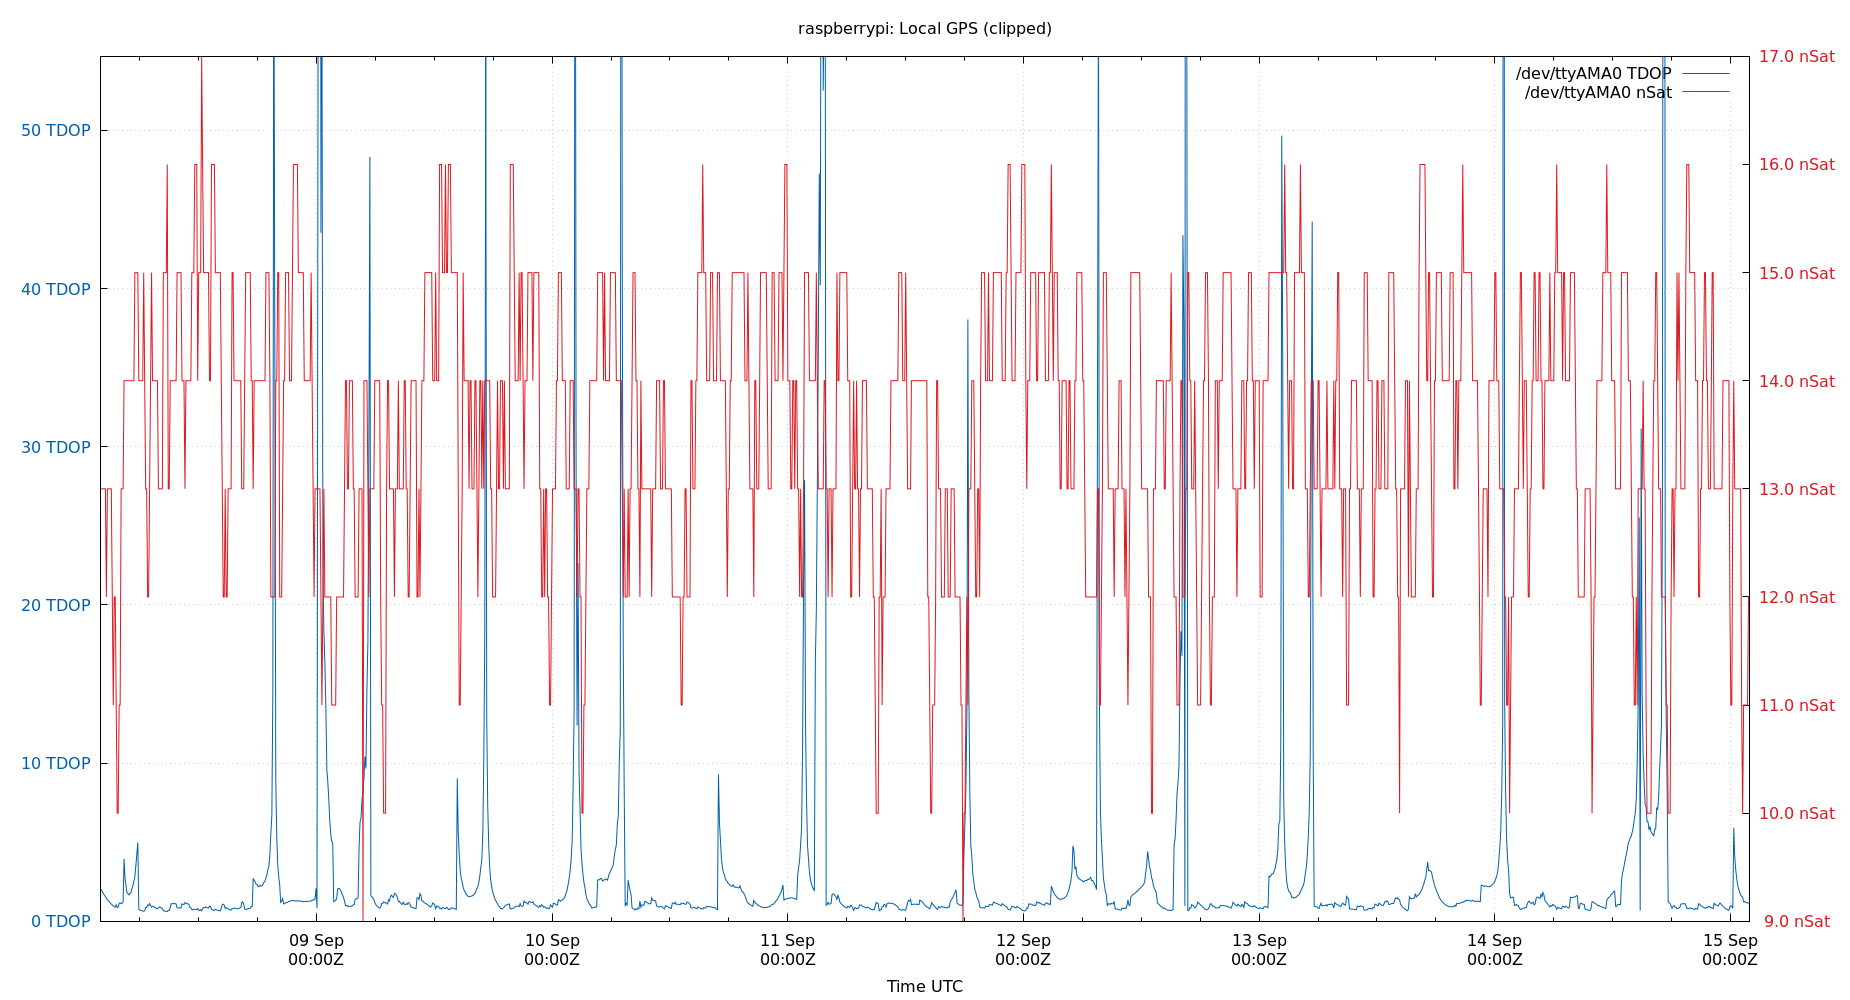 raspberrypi: Local GPS (clipped)
17.0 nSat
/dev/ttyAMA0 TDOP
/dev/ttyAMA0 nSat
50 TDOP
16.0 nSat
15.0 nSat
40 TDOP
14.0 nSat
30 TDOP
13.0 nSat
20 TDOP
12.0 nSat
11.0 nSat
10 TDOP
10.0 nSat
0 TDOP
9.0 nSat
09 Sep 10 Sep 11 Sep 12 Sep 13 Sep 14 Sep 15 Sep
00:00Z 00:00Z 00:00Z 00:00Z 00:00Z 00:00Z 00:00Z
Time UTC